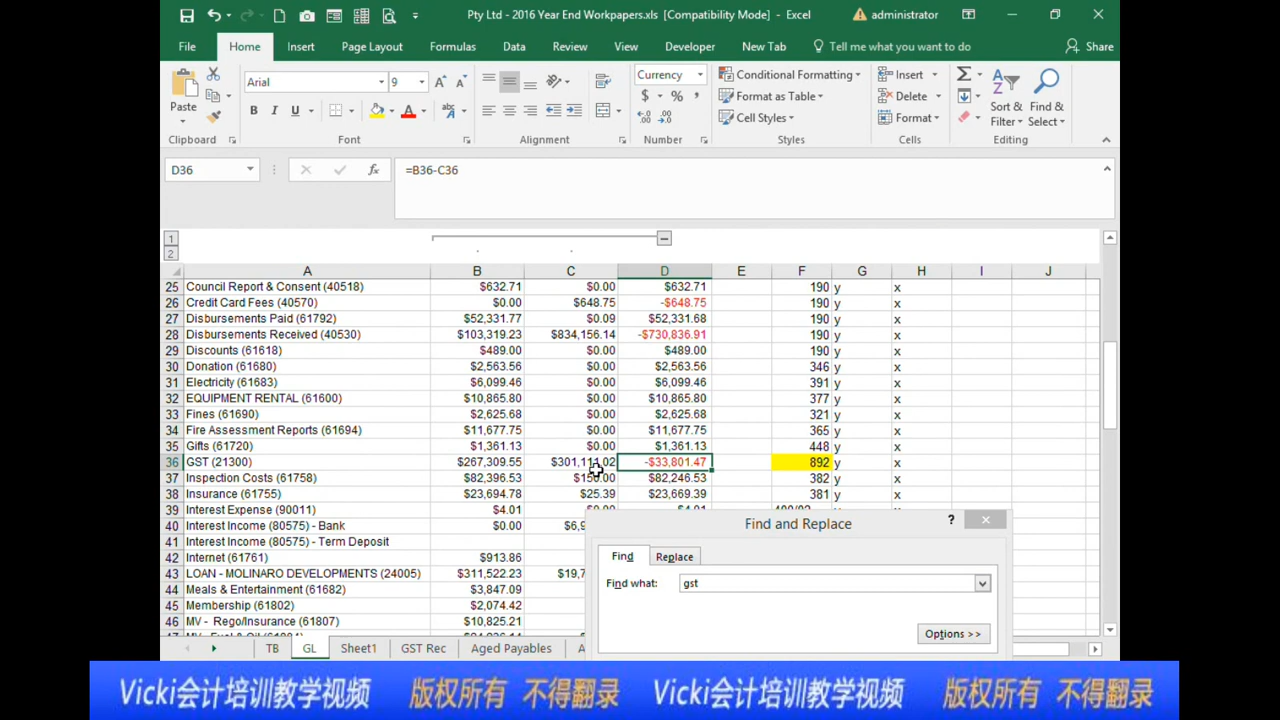 Pty Ltd - 2016 Year End Workpapers.xls [Compatibility Mode] - Excel
administrator
File Home Insert Page Layout Formulas Data Review View Developer New Tab Tell me what you want to do Share
Paste
Arial 9
B I U
Currency
$ % ,
Conditional Formatting
Format as Table
Cell Styles
Insert
Delete
Format
Sort & Filter
Find & Select
Clipboard Font Alignment Number Styles Cells Editing
D36 fx =B36-C36
1
2
A B C D E F G H I J
25 Council Report & Consent (40518) $632.71 $0.00 $632.71 190 y x
26 Credit Card Fees (40570) $0.00 $648.75 -$648.75 190 y x
27 Disbursements Paid (61792) $52,331.77 $0.09 $52,331.68 190 y x
28 Disbursements Received (40530) $103,319.23 $834,156.14 -$730,836.91 190 y x
29 Discounts (61618) $489.00 $0.00 $489.00 190 y x
30 Donation (61680) $2,563.56 $0.00 $2,563.56 346 y x
31 Electricity (61683) $6,099.46 $0.00 $6,099.46 391 y x
32 EQUIPMENT RENTAL (61600) $10,865.80 $0.00 $10,865.80 377 y x
33 Fines (61690) $2,625.68 $0.00 $2,625.68 321 y x
34 Fire Assessment Reports (61694) $11,677.75 $0.00 $11,677.75 365 y x
35 Gifts (61720) $1,361.13 $0.00 $1,361.13 448 y x
36 GST (21300) $267,309.55 -$33,801.47 892 y x
37 Inspection Costs (61758) $82,396.53 $150.00 $82,246.53 382 y x
38 Insurance (61755) $23,694.78 $25.39 $23,669.39 381 y x
39 Interest Expense (90011) $4.01
40 Interest Income (80575) - Bank $0.00 $6,9
41 Interest Income (80575) - Term Deposit
42 Internet (61761) $913.86
43 LOAN - MOLINARO DEVELOPMENTS (24005) $311,522.23 $19,7
44 Meals & Entertainment (61682) $3,847.09
45 Membership (61802) $2,074.42
46 MV - Rego/Insurance (61807) $10,825.21
Find and Replace
?
Find Replace
Find what: gst
Options >>
TB GL Sheet1 GST Rec Aged Payables A
Vicki会计培训教学视频 版权所有 不得翻录 Vicki会计培训教学视频 版权所有 不得翻录